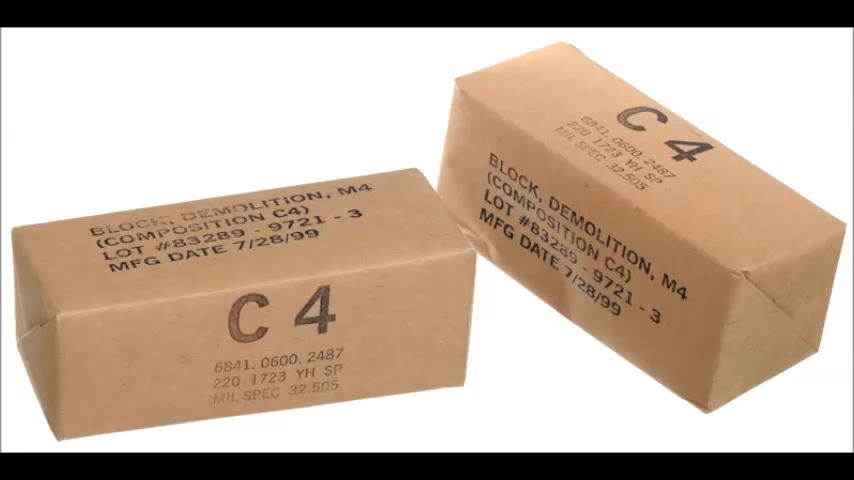 BLOCK, DEMOLITION, M4
(COMPOSITION C4)
LOT #83289 - 9721 - 3
MFG DATE 7/28/99
C 4
6841. 0600. 2487
220 1723 YH SP
MIL SPEC 32.505
C 4
6841. 0600. 2487
220 1723 YH SP
MIL SPEC 32.505
BLOCK, DEMOLITION, M4
(COMPOSITION C4)
LOT #83289 - 9721 - 3
MFG DATE 7/28/99